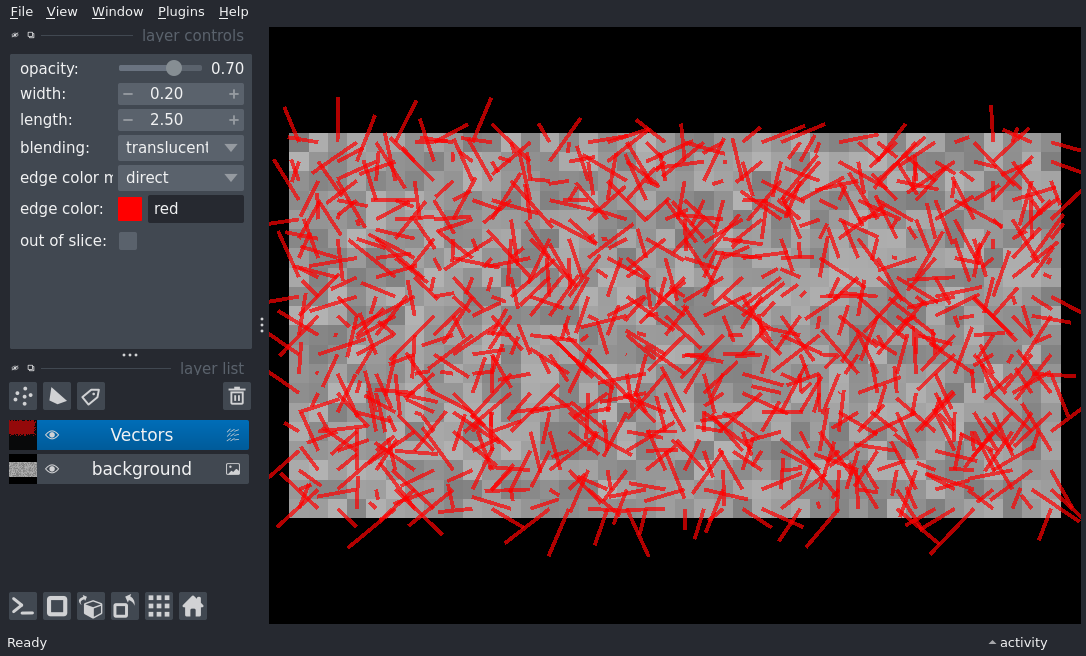 File View Window Plugins Help
layer controls
opacity: 0.70
width: − 0.20 +
length: − 2.50 +
blending: translucent
edge color m direct
edge color: red
out of slice:
layer list
Vectors
background
Ready activity